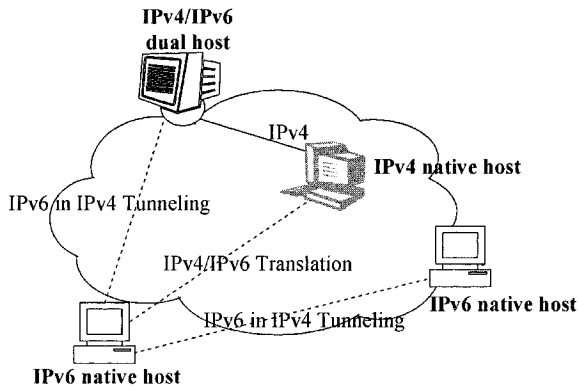 IPv4/IPv6
dual host
IPv4
IPv4 native host
IPv6 in IPv4 Tunneling
IPv4/IPv6 Translation
IPv6 native host
IPv6 in IPv4 Tunneling
IPv6 native host